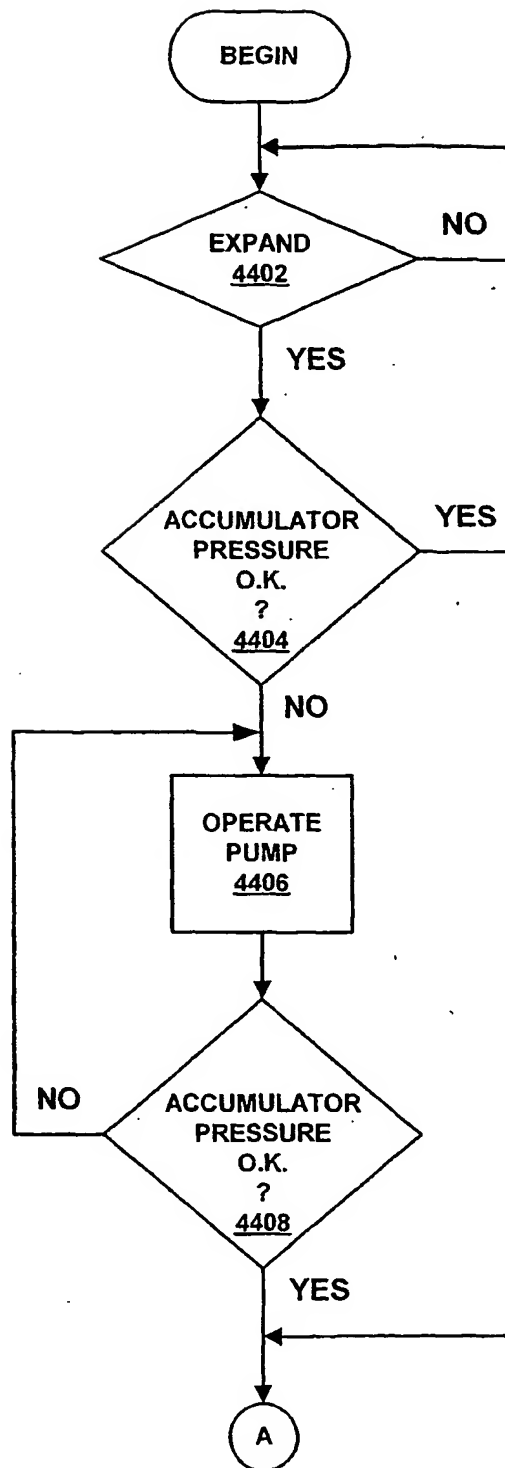 BEGIN
EXPAND
4402
NO
YES
ACCUMULATOR
PRESSURE
O.K.
?
4404
YES
NO
OPERATE
PUMP
4406
NO
ACCUMULATOR
PRESSURE
O.K.
?
4408
YES
A